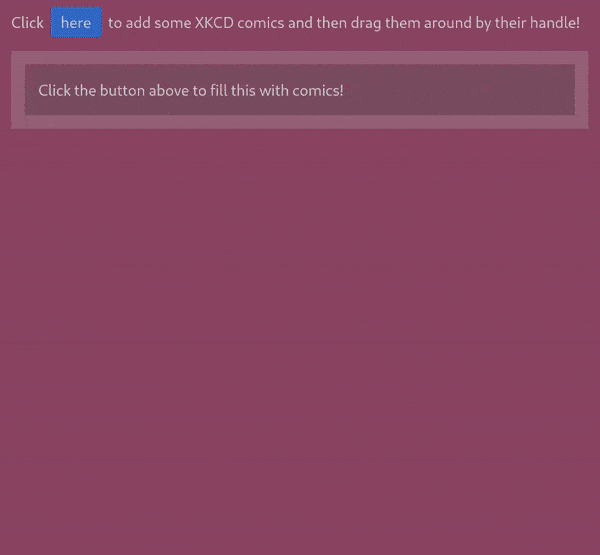 Click here to add some XKCD comics and then drag them around by their handle!
Click the button above to fill this with comics!